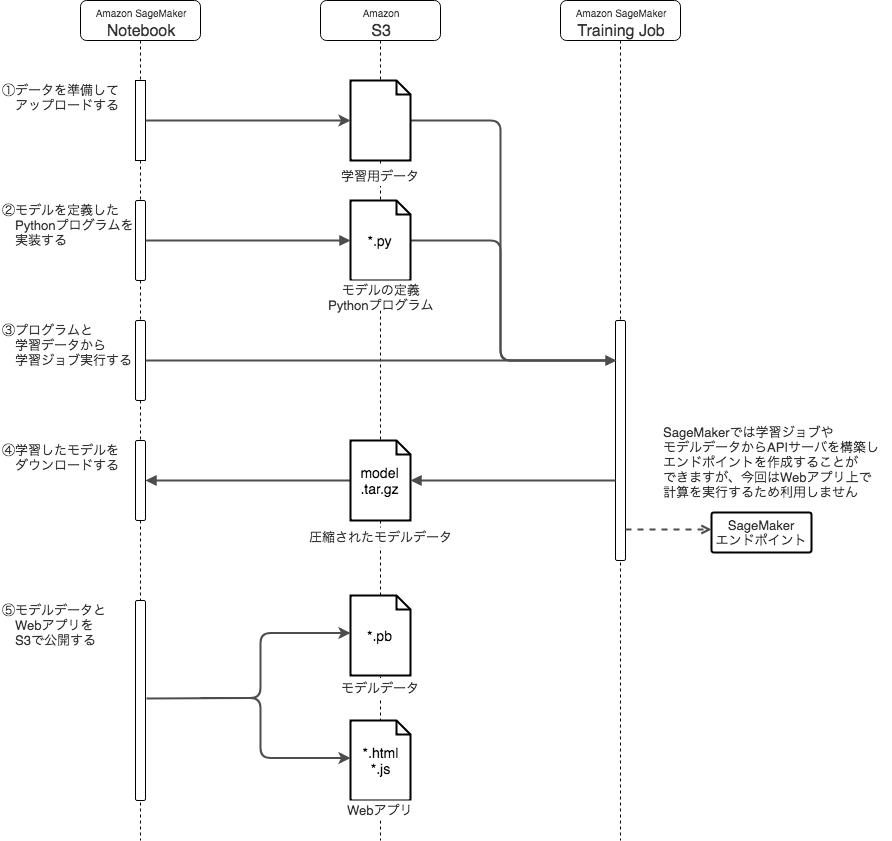 Amazon SageMaker
Notebook
Amazon
S3
Amazon SageMaker
Training Job
①データを準備して
アップロードする
学習用データ
②モデルを定義した
Pythonプログラムを
実装する
*.py
モデルの定義
Pythonプログラム
③プログラムと
学習データから
学習ジョブ実行する
④学習したモデルを
ダウンロードする
model
.tar.gz
圧縮されたモデルデータ
SageMakerでは学習ジョブや
モデルデータからAPIサーバを構築し
エンドポイントを作成することが
できますが、今回はWebアプリ上で
計算を実行するため利用しません
SageMaker
エンドポイント
⑤モデルデータと
Webアプリを
S3で公開する
*.pb
モデルデータ
*.html
*.js
Webアプリ